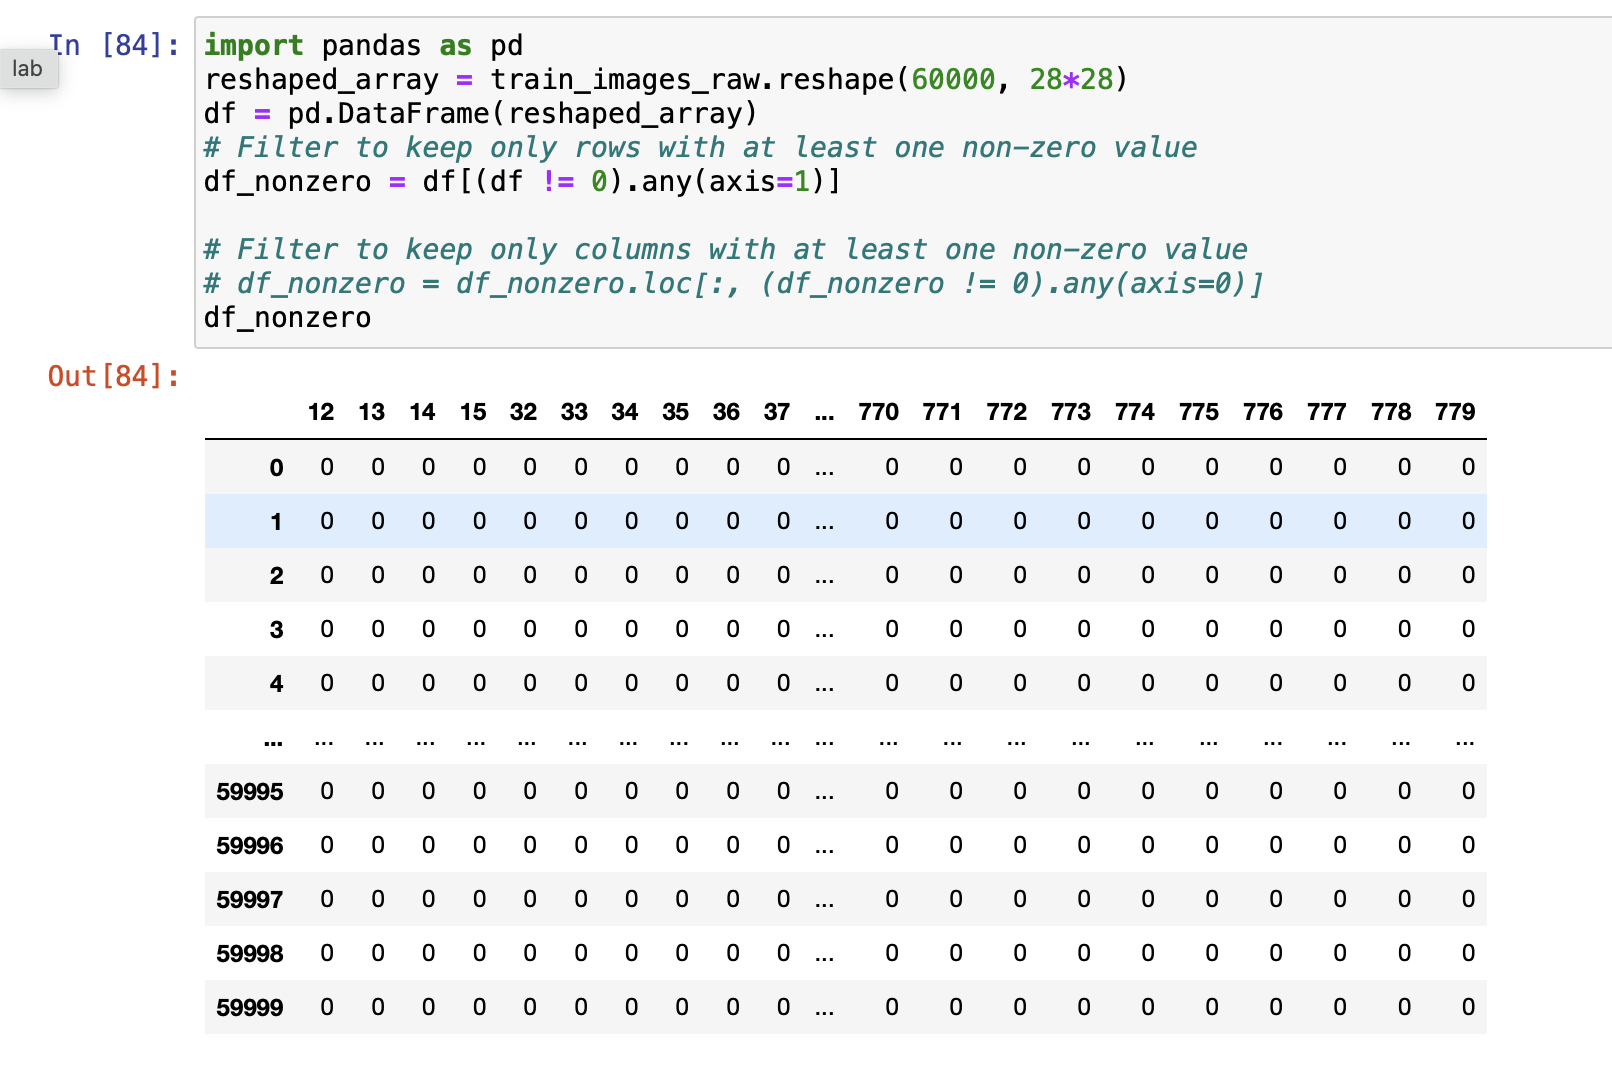 In [84]:
lab
import pandas as pd
reshaped_array = train_images_raw.reshape(60000, 28*28)
df = pd.DataFrame(reshaped_array)
# Filter to keep only rows with at least one non-zero value
df_nonzero = df[(df != 0).any(axis=1)]
# Filter to keep only columns with at least one non-zero value
# df_nonzero = df_nonzero.loc[:, (df_nonzero != 0).any(axis=0)]
df_nonzero
Out[84]:
12 13 14 15 32 33 34 35 36 37 ... 770 771 772 773 774 775 776 777 778 779
0 0 0 0 0 0 0 0 0 0 0 ... 0 0 0 0 0 0 0 0 0 0
1 0 0 0 0 0 0 0 0 0 0 ... 0 0 0 0 0 0 0 0 0 0
2 0 0 0 0 0 0 0 0 0 0 ... 0 0 0 0 0 0 0 0 0 0
3 0 0 0 0 0 0 0 0 0 0 ... 0 0 0 0 0 0 0 0 0 0
4 0 0 0 0 0 0 0 0 0 0 ... 0 0 0 0 0 0 0 0 0 0
... ... ... ... ... ... ... ... ... ... ... ... ... ... ... ... ... ... ... ... ... ...
59995 0 0 0 0 0 0 0 0 0 0 ... 0 0 0 0 0 0 0 0 0 0
59996 0 0 0 0 0 0 0 0 0 0 ... 0 0 0 0 0 0 0 0 0 0
59997 0 0 0 0 0 0 0 0 0 0 ... 0 0 0 0 0 0 0 0 0 0
59998 0 0 0 0 0 0 0 0 0 0 ... 0 0 0 0 0 0 0 0 0 0
59999 0 0 0 0 0 0 0 0 0 0 ... 0 0 0 0 0 0 0 0 0 0